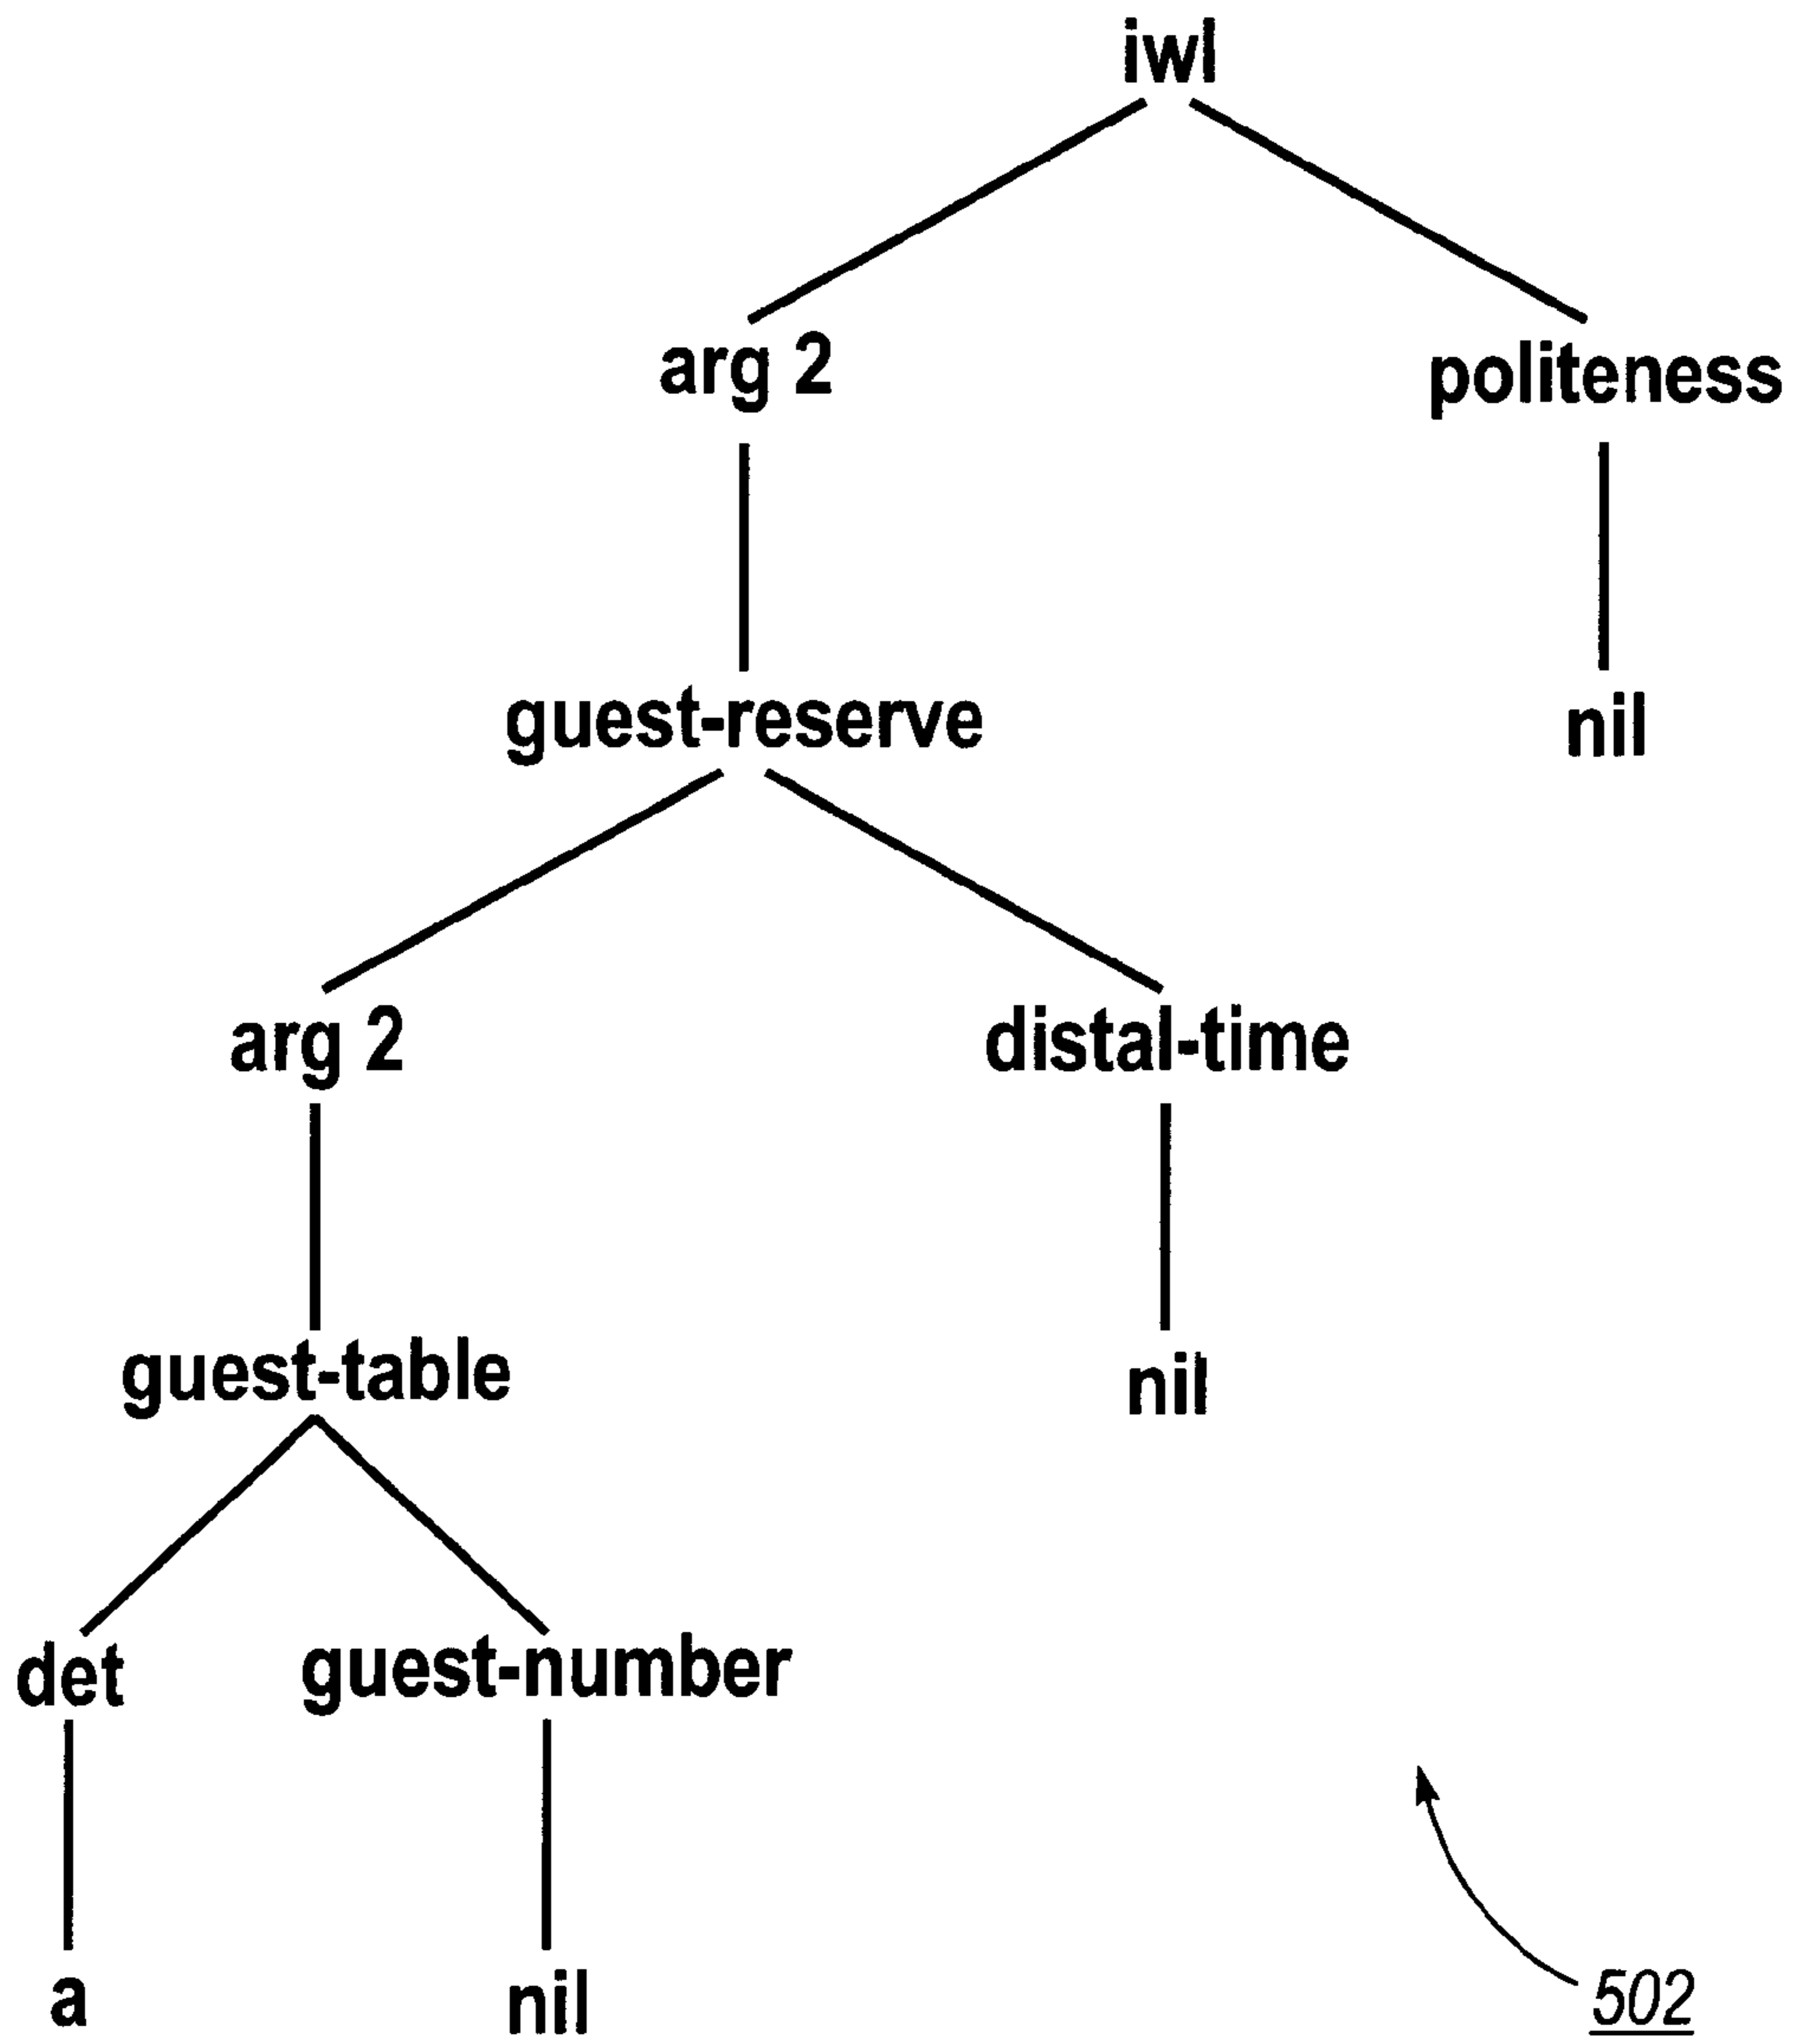 iwl
arg 2 politeness
guest-reserve nil
arg 2 distal-time
guest-table nil
det guest-number
a nil
502